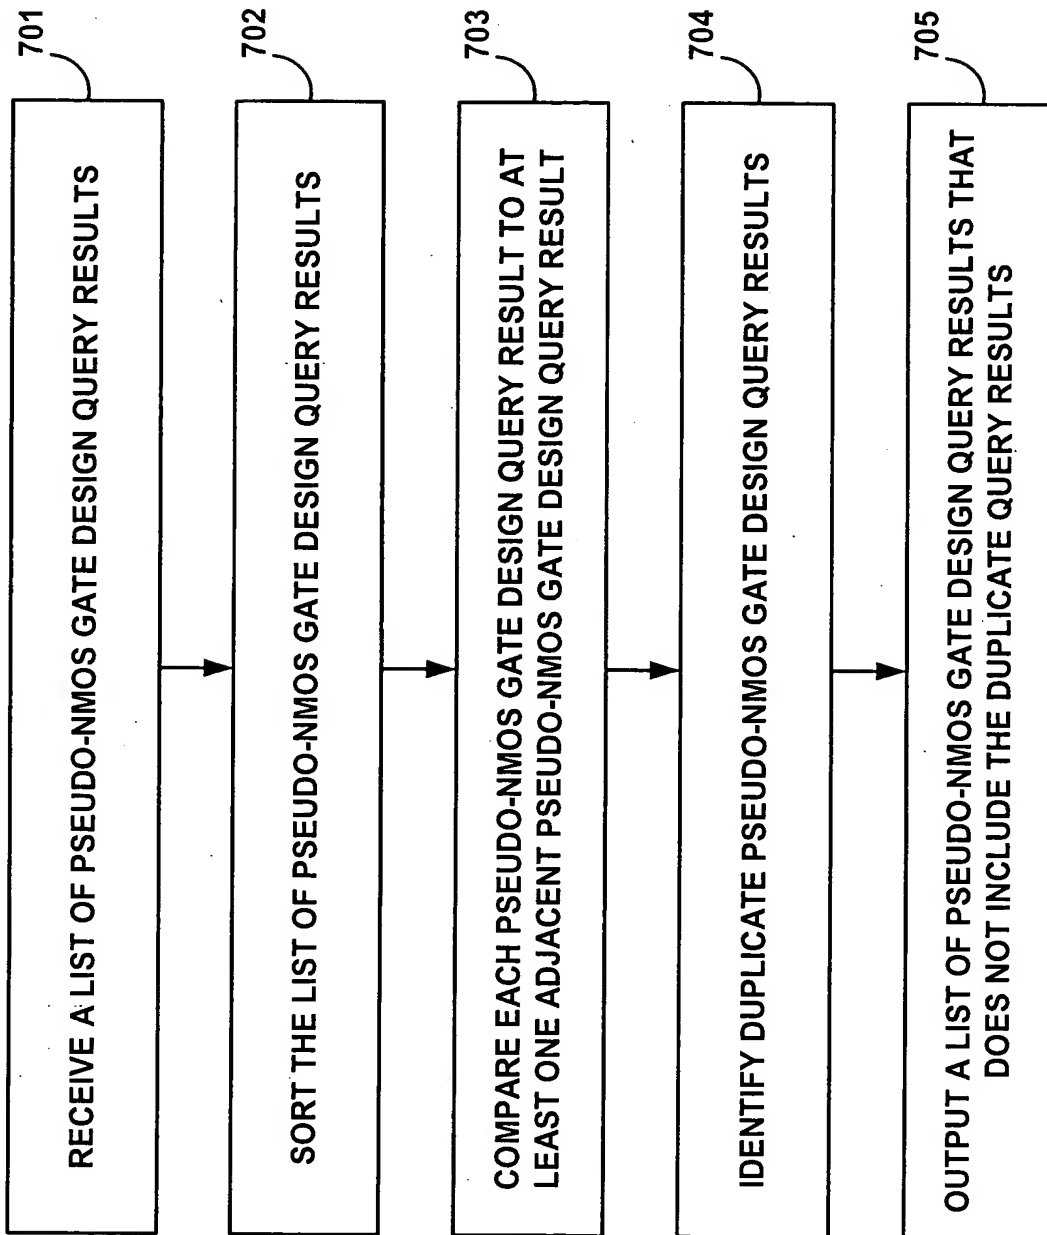 701
RECEIVE A LIST OF PSEUDO-NMOS GATE DESIGN QUERY RESULTS
702
SORT THE LIST OF PSEUDO-NMOS GATE DESIGN QUERY RESULTS
703
COMPARE EACH PSEUDO-NMOS GATE DESIGN QUERY RESULT TO AT
LEAST ONE ADJACENT PSEUDO-NMOS GATE DESIGN QUERY RESULT
704
IDENTIFY DUPLICATE PSEUDO-NMOS GATE DESIGN QUERY RESULTS
705
OUTPUT A LIST OF PSEUDO-NMOS GATE DESIGN QUERY RESULTS THAT
DOES NOT INCLUDE THE DUPLICATE QUERY RESULTS